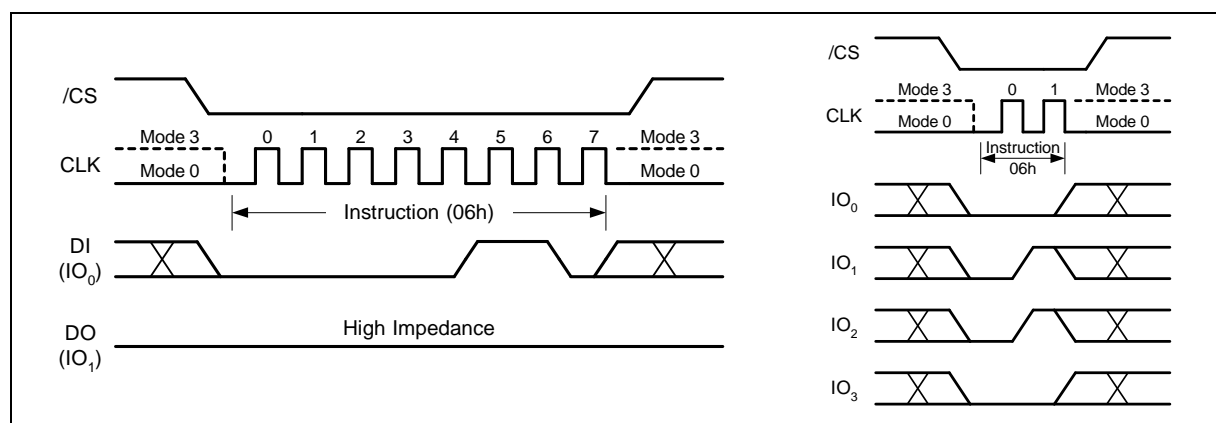 /CS
Mode 3 0 1 2 3 4 5 6 7 Mode 3
CLK Mode 0 Mode 0
Instruction (06h)
DI
(IO0)
DO High Impedance
(IO1)
/CS
Mode 3 0 1 Mode 3
CLK Mode 0 Mode 0
Instruction
06h
IO0
IO1
IO2
IO3